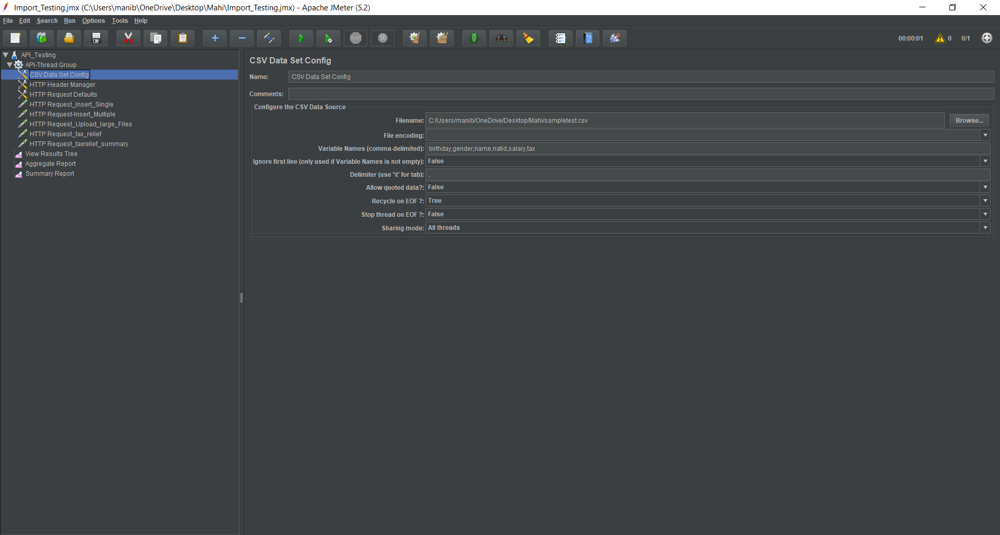 Import_Testing.jmx (C:\Users\manib\OneDrive\Desktop\Mahi\Import_Testing.jmx) - Apache JMeter (5.2)
File Edit Search Run Options Tools Help
STOP
00:00:01 0 0/1
API_Testing
API-Thread Group
CSV Data Set Config
HTTP Header Manager
HTTP Request Defaults
HTTP Request_Insert_Single
HTTP Request-Insert_Multiple
HTTP Request_Upload_large_Files
HTTP Request_tax_relief
HTTP Request_taxrelief_summary
View Results Tree
Aggregate Report
Summary Report
CSV Data Set Config
Name: CSV Data Set Config
Comments:
Configure the CSV Data Source
Filename: C:/Users/manib/OneDrive/Desktop/Mahi/sampletest.csv Browse...
File encoding:
Variable Names (comma-delimited): birthday,gender,name,natid,salary,tax
Ignore first line (only used if Variable Names is not empty): False
Delimiter (use '\t' for tab): ,
Allow quoted data?: False
Recycle on EOF ?: True
Stop thread on EOF ?: False
Sharing mode: All threads